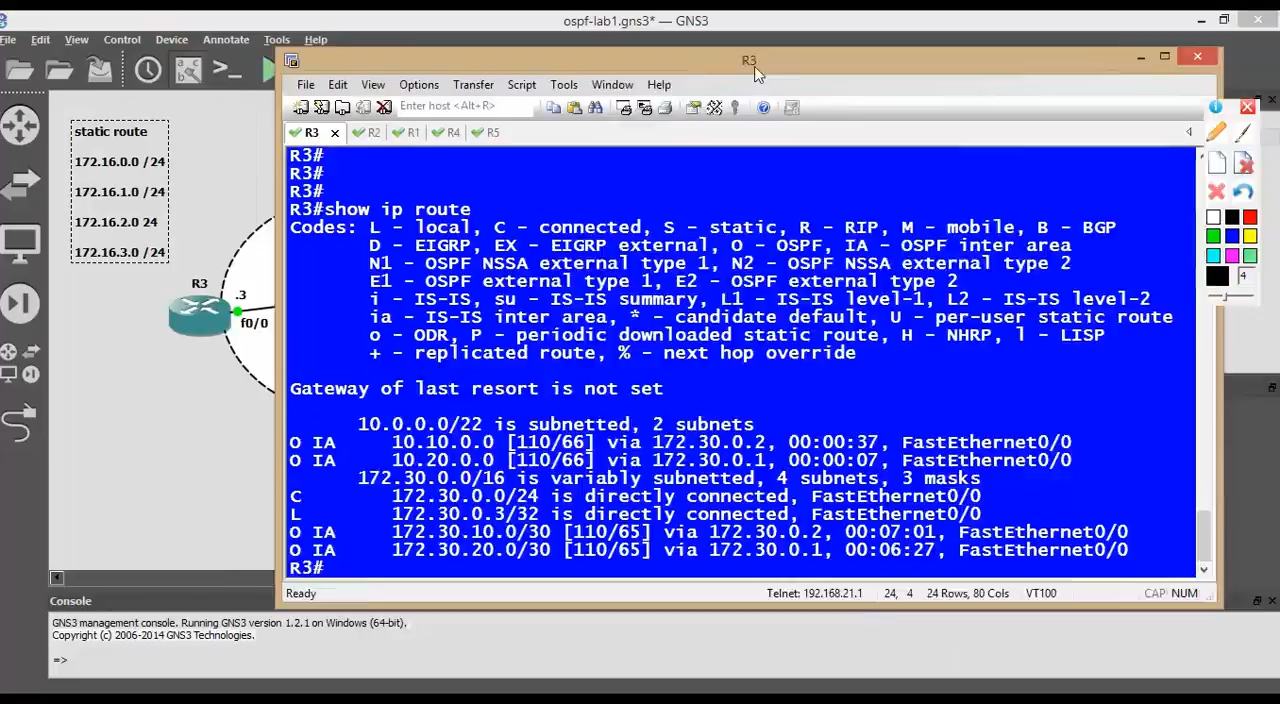 ospf-lab1.gns3* — GNS3
File Edit View Control Device Annotate Tools Help
R3
File Edit View Options Transfer Script Tools Window Help
Enter host <Alt+R>
R3 R2 R1 R4 R5
static route
172.16.0.0 /24
172.16.1.0 /24
172.16.2.0 24
172.16.3.0 /24
R3
.3
f0/0
R3#
R3#
R3#
R3#show ip route
Codes: L - local, C - connected, S - static, R - RIP, M - mobile, B - BGP
D - EIGRP, EX - EIGRP external, O - OSPF, IA - OSPF inter area
N1 - OSPF NSSA external type 1, N2 - OSPF NSSA external type 2
E1 - OSPF external type 1, E2 - OSPF external type 2
i - IS-IS, su - IS-IS summary, L1 - IS-IS level-1, L2 - IS-IS level-2
ia - IS-IS inter area, * - candidate default, U - per-user static route
o - ODR, P - periodic downloaded static route, H - NHRP, l - LISP
+ - replicated route, % - next hop override
Gateway of last resort is not set
10.0.0.0/22 is subnetted, 2 subnets
O IA 10.10.0.0 [110/66] via 172.30.0.2, 00:00:37, FastEthernet0/0
O IA 10.20.0.0 [110/66] via 172.30.0.1, 00:00:07, FastEthernet0/0
172.30.0.0/16 is variably subnetted, 4 subnets, 3 masks
C 172.30.0.0/24 is directly connected, FastEthernet0/0
L 172.30.0.3/32 is directly connected, FastEthernet0/0
O IA 172.30.10.0/30 [110/65] via 172.30.0.2, 00:07:01, FastEthernet0/0
O IA 172.30.20.0/30 [110/65] via 172.30.0.1, 00:06:27, FastEthernet0/0
R3#
Ready Telnet: 192.168.21.1 24, 4 24 Rows, 80 Cols VT100 CAP NUM
4
Console
GNS3 management console. Running GNS3 version 1.2.1 on Windows (64-bit).
Copyright (c) 2006-2014 GNS3 Technologies.
=>